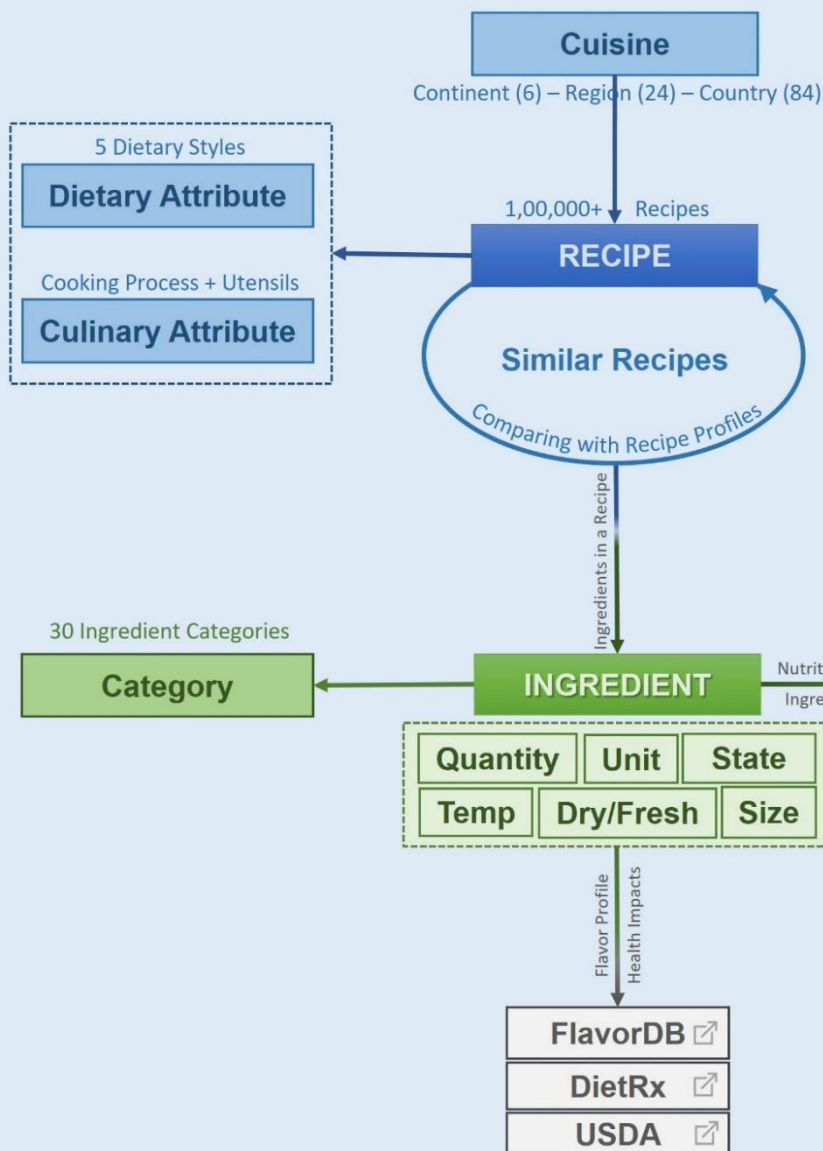 Cuisine
Continent (6) – Region (24) – Country (84)
5 Dietary Styles
Dietary Attribute
Cooking Process + Utensils
Culinary Attribute
1,00,000+ Recipes
RECIPE
Similar Recipes
Comparing with Recipe Profiles
Ingredients in a Recipe
30 Ingredient Categories
Category
INGREDIENT
Quantity Unit State
Temp Dry/Fresh Size
Flavor Profile
Health Impacts
FlavorDB
DietRx
USDA